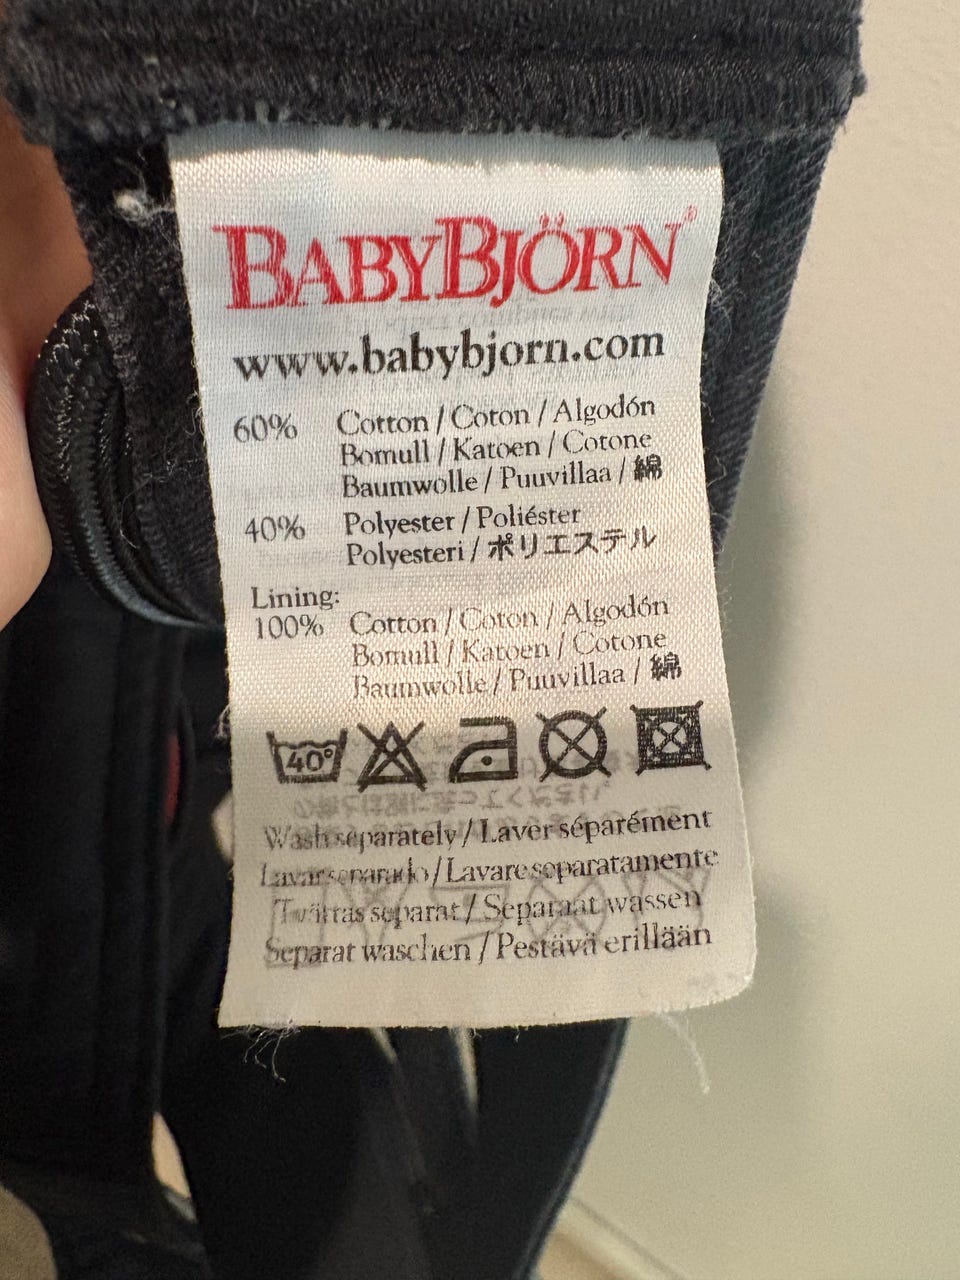 BABYBJÖRN®
www.babybjorn.com
60% Cotton / Coton / Algodón
Bomull / Katoen / Cotone
Baumwolle / Puuvillaa / 綿
40% Polyester / Poliéster
Polyesteri / ポリエステル
Lining:
100% Cotton / Coton / Algodón
Bomull / Katoen / Cotone
Baumwolle / Puuvillaa / 綿
40°
Wash separately / Laver séparément
Lavar separado / Lavare separatamente
Tvättas separat / Separaat wassen
Separat waschen / Pestävä erillään